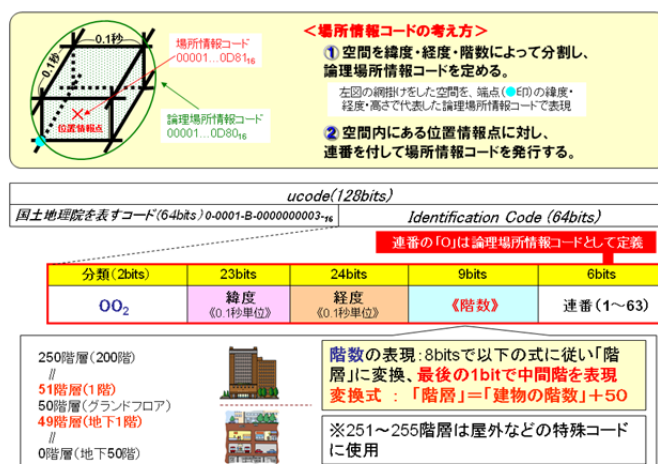 <場所情報コードの考え方>
① 空間を緯度・経度・階数によって分割し、
論理場所情報コードを定める。
左図の網掛けをした空間を、端点(●印)の緯度・
経度・高さで代表した論理場所情報コードで表現
② 空間内にある位置情報点に対し、
連番を付して場所情報コードを発行する。
0.1秒
0.1秒
場所情報コード
00001...0D81₁₆
位置情報点
論理場所情報コード
00001...0D80₁₆
ucode(128bits)
国土地理院を表すコード(64bits) 0-0001-B-0000000003-₁₆
Identification Code (64bits)
連番の「0」は論理場所情報コードとして定義
分類(2bits) 23bits 24bits 9bits 6bits
00₂ 緯度 経度 《階数》 連番(1~63)
《0.1秒単位》 《0.1秒単位》
250階層(200階)
〃
51階層(1階)
50階層(グランドフロア)
49階層(地下1階)
〃
0階層(地下50階)
階数の表現:8bitsで以下の式に従い「階
層」に変換、最後の1bitで中間階を表現
変換式 : 「階層」=「建物の階数」+50
※251~255階層は屋外などの特殊コード
に使用